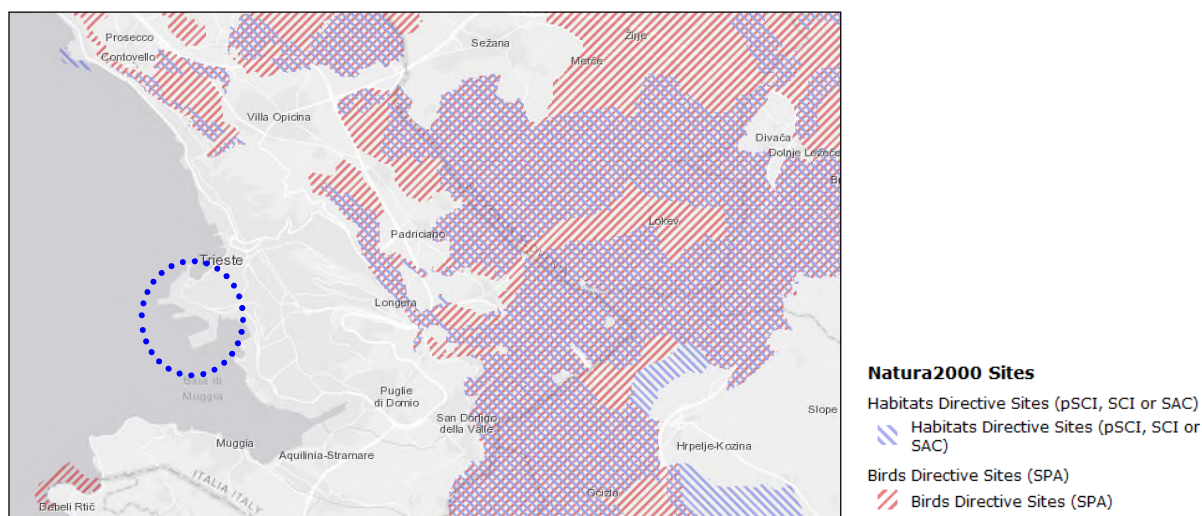 Prosecco
Contovello
Sežana
Žirje
Merče
Villa Opicina
Divača
Dolnje Ležeče
Lokev
Padriciano
SLOVENIA
Trieste
Longera
Baia di
Muggia
Puglie
di Domio
San Dorligo
della Valle
Slope
Muggia
Hrpelje-Kozina
Aquilinia-Stramare
ITALIA ITALY
Ocizla
Debeli Rtič
Natura2000 Sites
Habitats Directive Sites (pSCI, SCI or SAC)
Habitats Directive Sites (pSCI, SCI or
SAC)
Birds Directive Sites (SPA)
Birds Directive Sites (SPA)